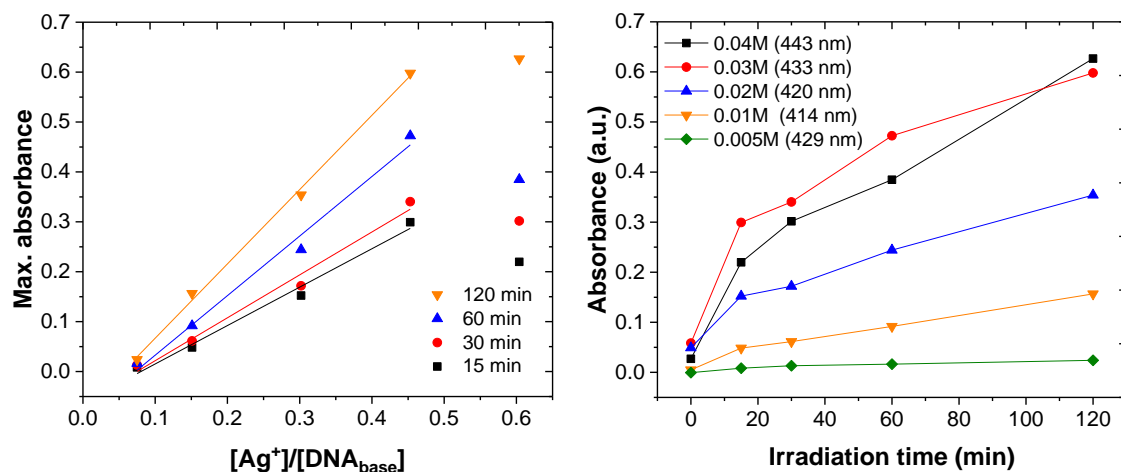 0.7
0.6
0.5
0.4
0.3
0.2
0.1
0.0
Max. absorbance
120 min
60 min
30 min
15 min
0.0 0.1 0.2 0.3 0.4 0.5 0.6 0.7
[Ag⁺]/[DNA_base]
0.7
0.6
0.5
0.4
0.3
0.2
0.1
0.0
Absorbance (a.u.)
0.04M (443 nm)
0.03M (433 nm)
0.02M (420 nm)
0.01M (414 nm)
0.005M (429 nm)
0 20 40 60 80 100 120
Irradiation time (min)